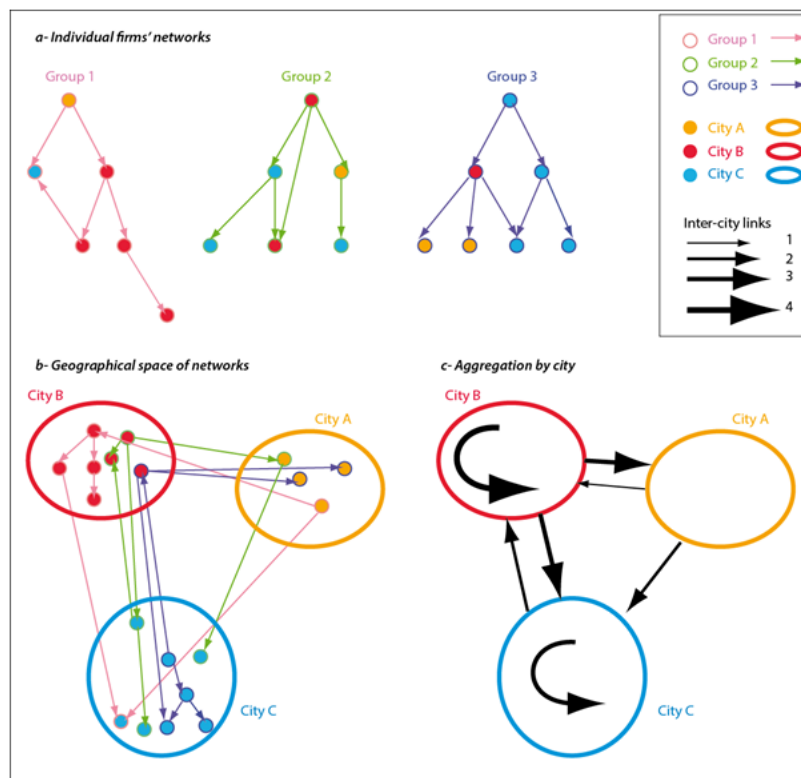 a- Individual firms' networks
Group 1
Group 2
Group 3
Group 1
Group 2
Group 3
City A
City B
City C
Inter-city links
1
2
3
4
b- Geographical space of networks
City B
City A
City C
c- Aggregation by city
City B
City A
City C